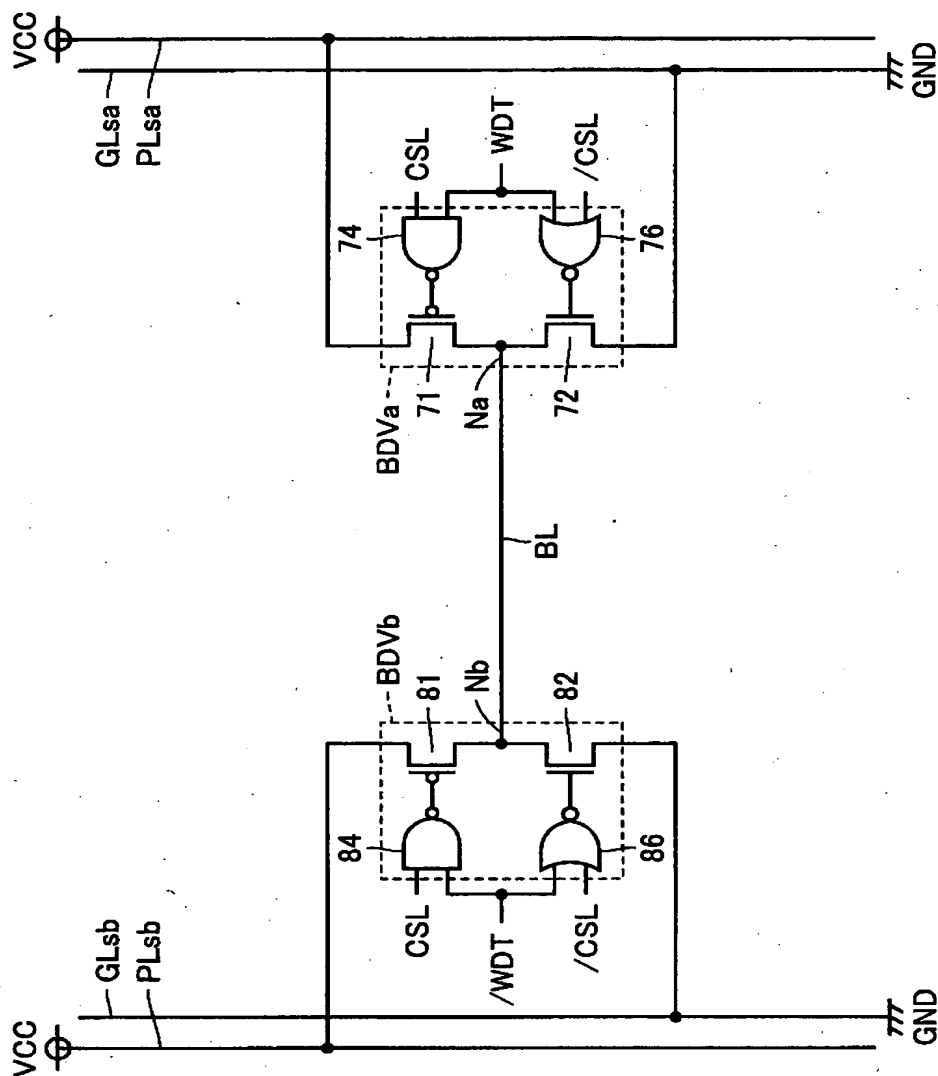 VCC
GLsa
PLsa
GND
CSL
WDT
/CSL
74
76
71
72
BDVa
Na
BL
BDVb
Nb
81
82
84
86
CSL
/WDT
/CSL
GLsb
PLsb
VCC
GND